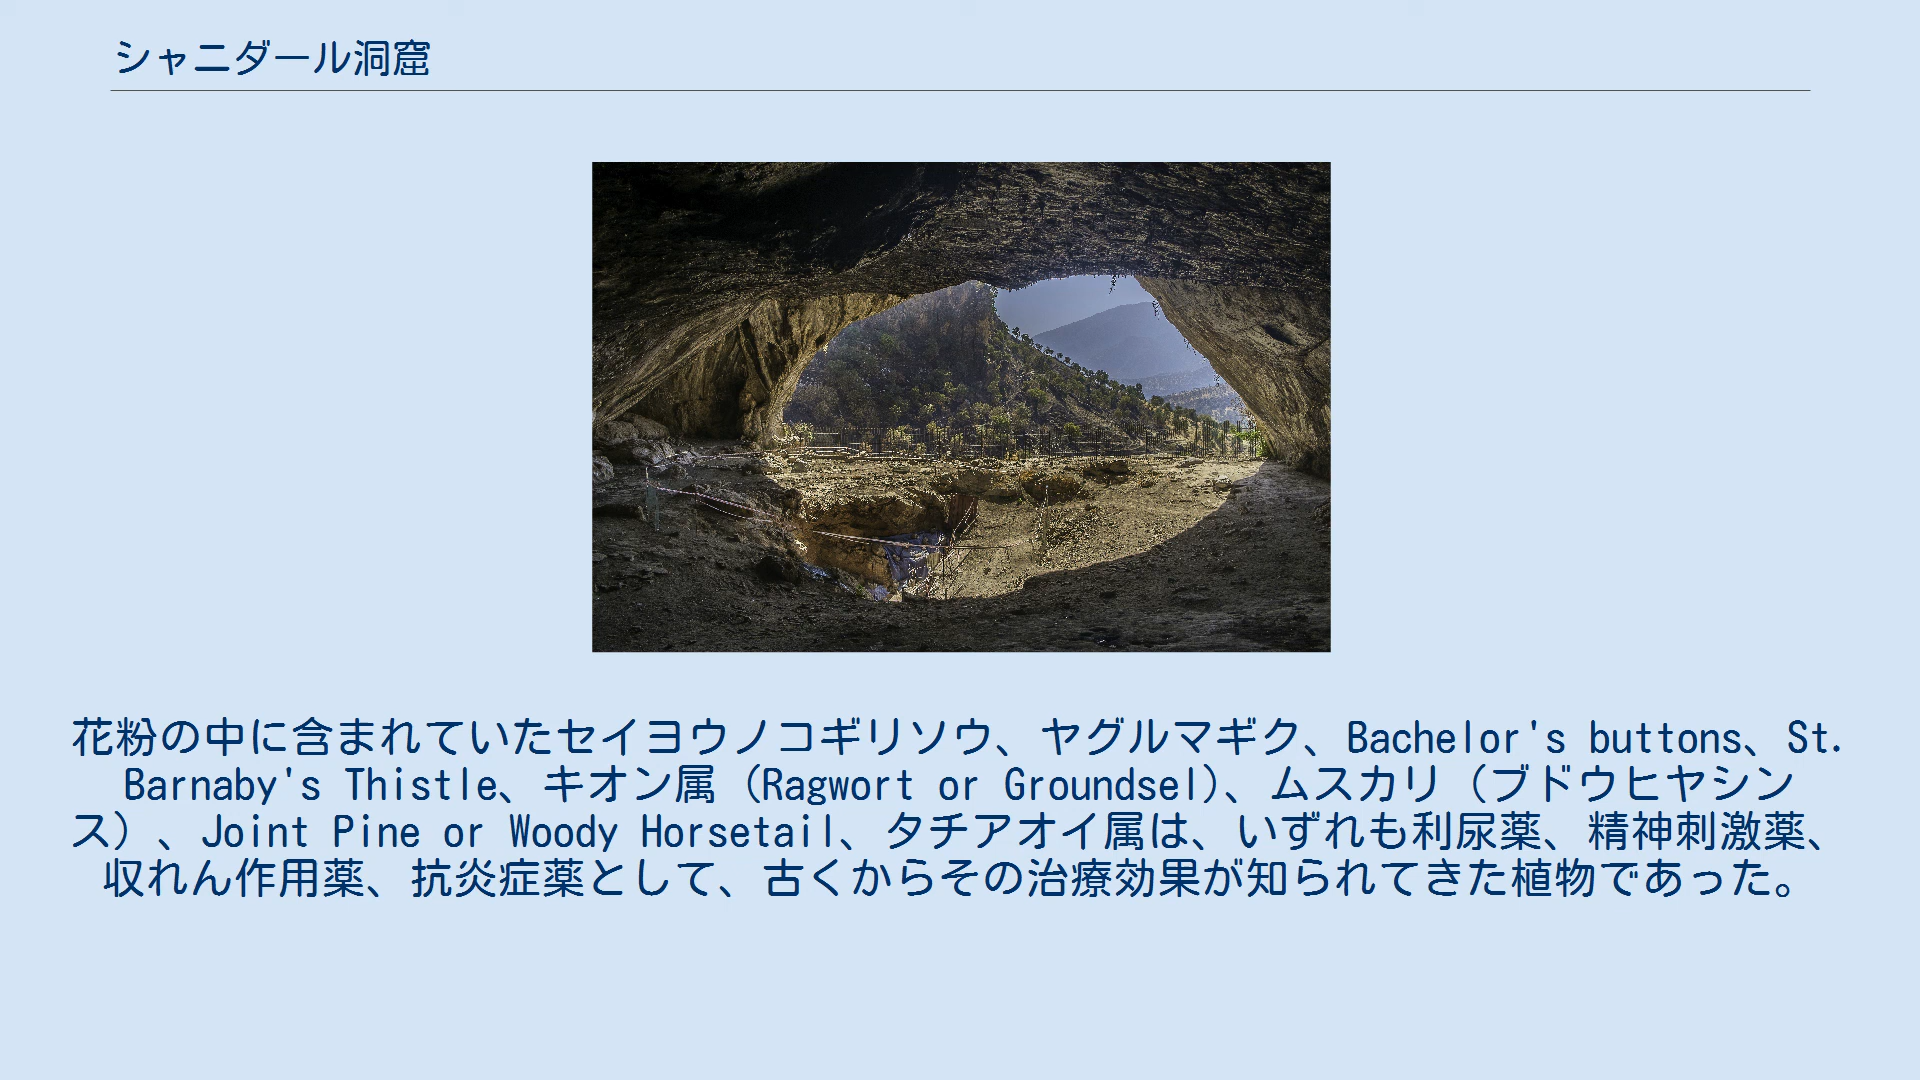 シャニダール洞窟
花粉の中に含まれていたセイヨウノコギリソウ、ヤグルマギク、Bachelor's buttons、St.
Barnaby's Thistle、キオン属（Ragwort or Groundsel)、ムスカリ（ブドウヒヤシン
ス）、Joint Pine or Woody Horsetail、タチアオイ属は、いずれも利尿薬、精神刺激薬、
収れん作用薬、抗炎症薬として、古くからその治療効果が知られてきた植物であった。